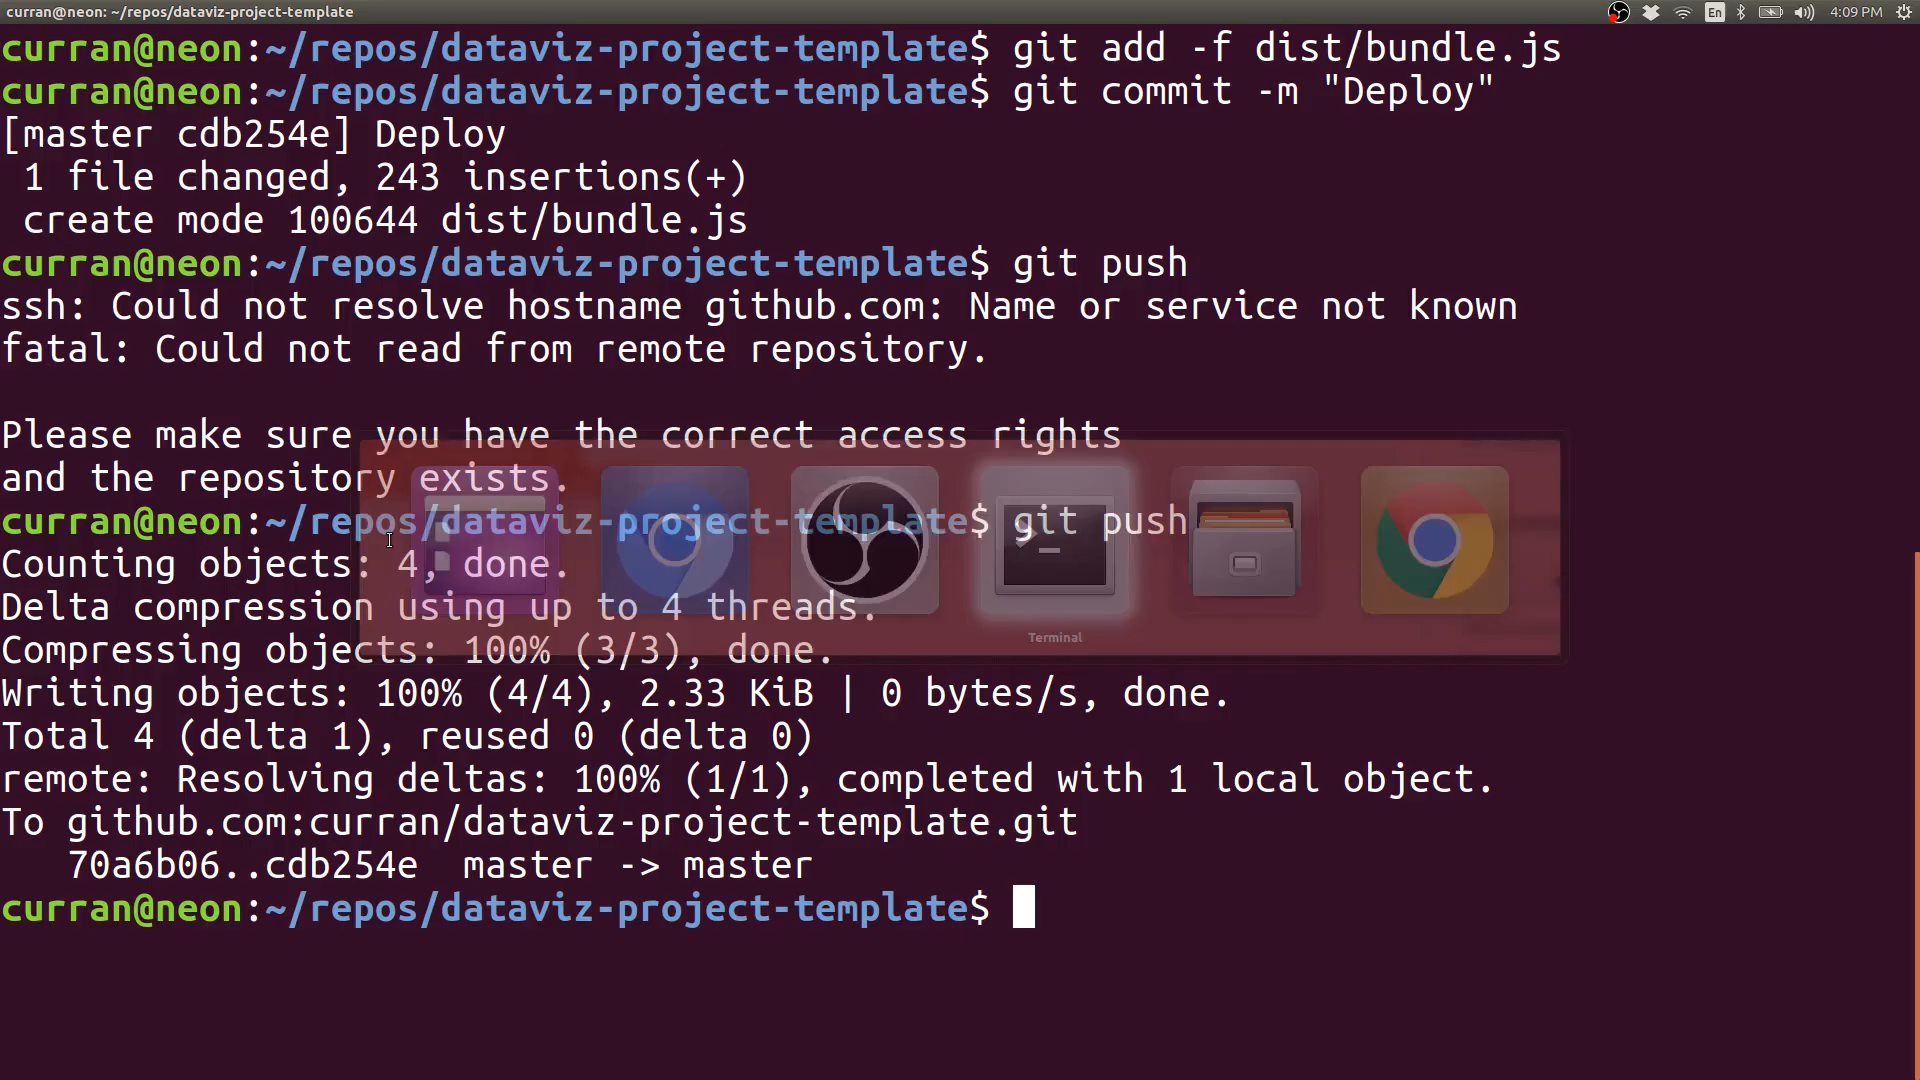 curran@neon: ~/repos/dataviz-project-template
En
4:09 PM
curran@neon:~/repos/dataviz-project-template$ git add -f dist/bundle.js
curran@neon:~/repos/dataviz-project-template$ git commit -m "Deploy"
[master cdb254e] Deploy
 1 file changed, 243 insertions(+)
 create mode 100644 dist/bundle.js
curran@neon:~/repos/dataviz-project-template$ git push
ssh: Could not resolve hostname github.com: Name or service not known
fatal: Could not read from remote repository.
Please make sure you have the correct access rights
and the repository exists.
curran@neon:~/repos/dataviz-project-template$ git push
Counting objects: 4, done.
Delta compression using up to 4 threads.
Terminal
Compressing objects: 100% (3/3), done.
Writing objects: 100% (4/4), 2.33 KiB | 0 bytes/s, done.
Total 4 (delta 1), reused 0 (delta 0)
remote: Resolving deltas: 100% (1/1), completed with 1 local object.
To github.com:curran/dataviz-project-template.git
   70a6b06..cdb254e  master -> master
curran@neon:~/repos/dataviz-project-template$